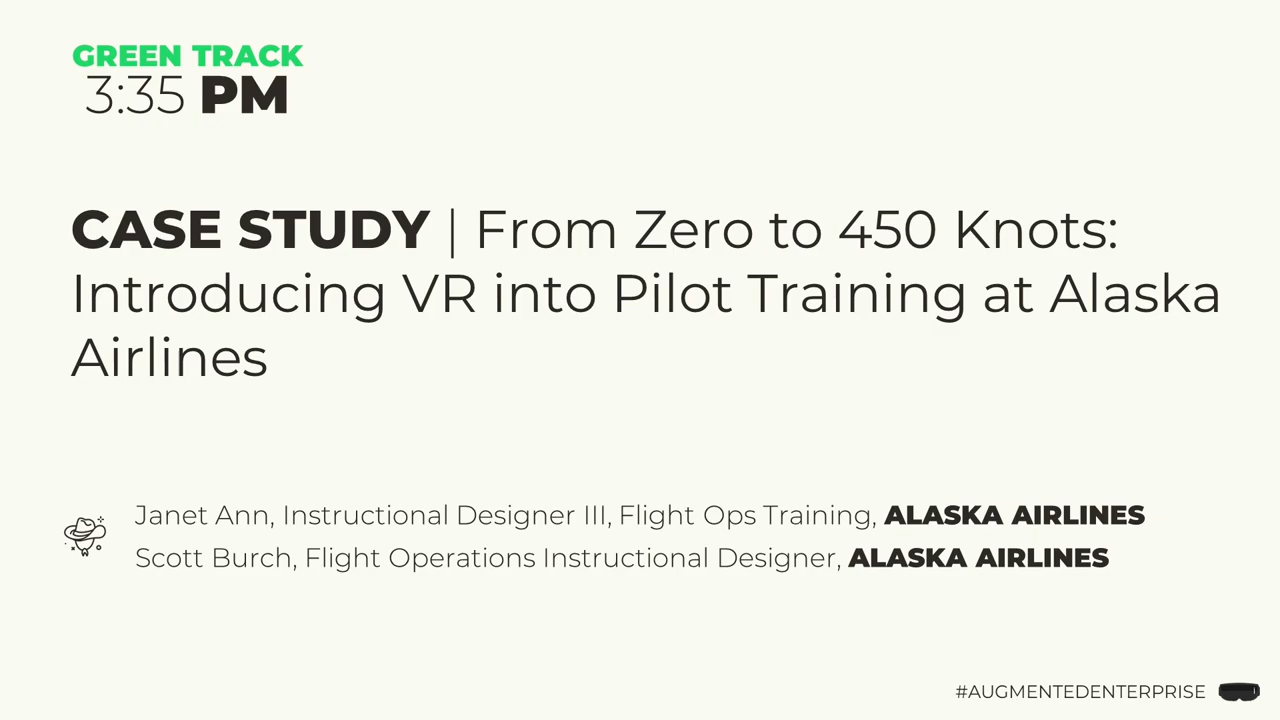 GREEN TRACK
3:35 PM
CASE STUDY | From Zero to 450 Knots:
Introducing VR into Pilot Training at Alaska
Airlines
Janet Ann, Instructional Designer III, Flight Ops Training, ALASKA AIRLINES
Scott Burch, Flight Operations Instructional Designer, ALASKA AIRLINES
#AUGMENTEDENTERPRISE